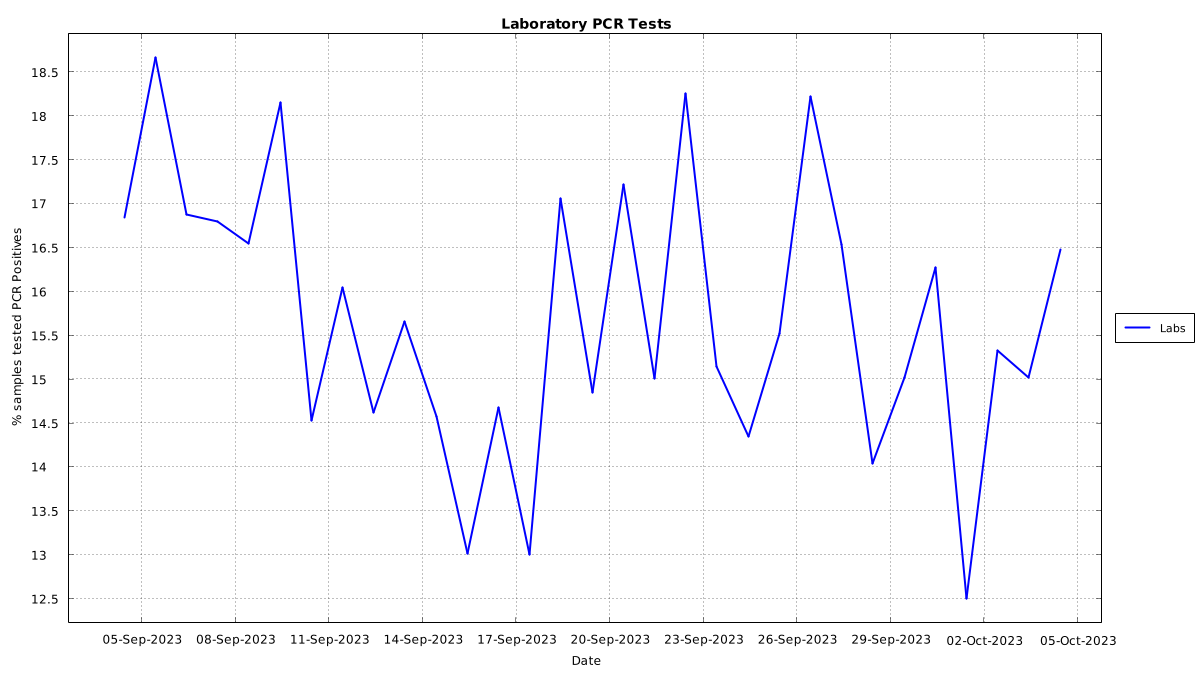 Laboratory PCR Tests
% samples tested PCR Positives
18.5
18
17.5
17
16.5
16
15.5
15
14.5
14
13.5
13
12.5
05-Sep-2023 08-Sep-2023 11-Sep-2023 14-Sep-2023 17-Sep-2023 20-Sep-2023 23-Sep-2023 26-Sep-2023 29-Sep-2023 02-Oct-2023 05-Oct-2023
Date
Labs